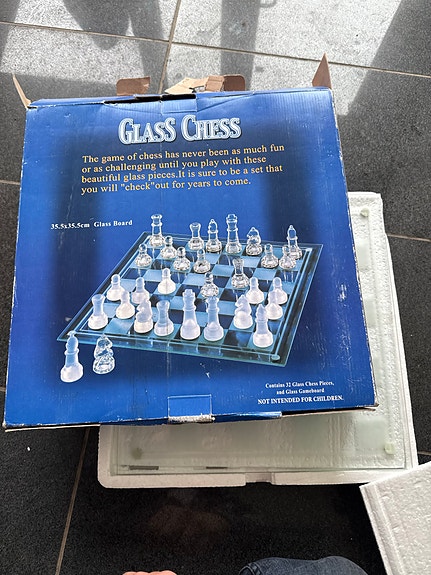 GLASS CHESS
The game of chess has never been as much fun
or as challenging until you play with these
beautiful glass pieces.It is sure to be a set that
you will "check"out for years to come.
35.5x35.5cm Glass Board
Contains 32 Glass Chess Pieces,
and Glass Gameboard
NOT INTENDED FOR CHILDREN.